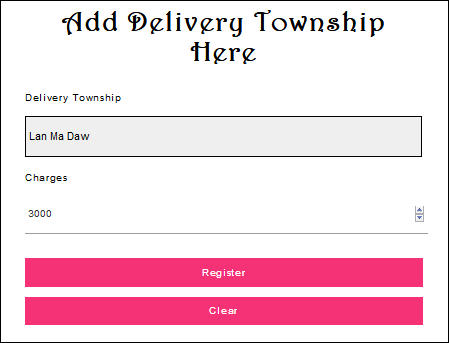 Add Delivery Township
Here
Delivery Township
Lan Ma Daw
Charges
3000
Register
Clear